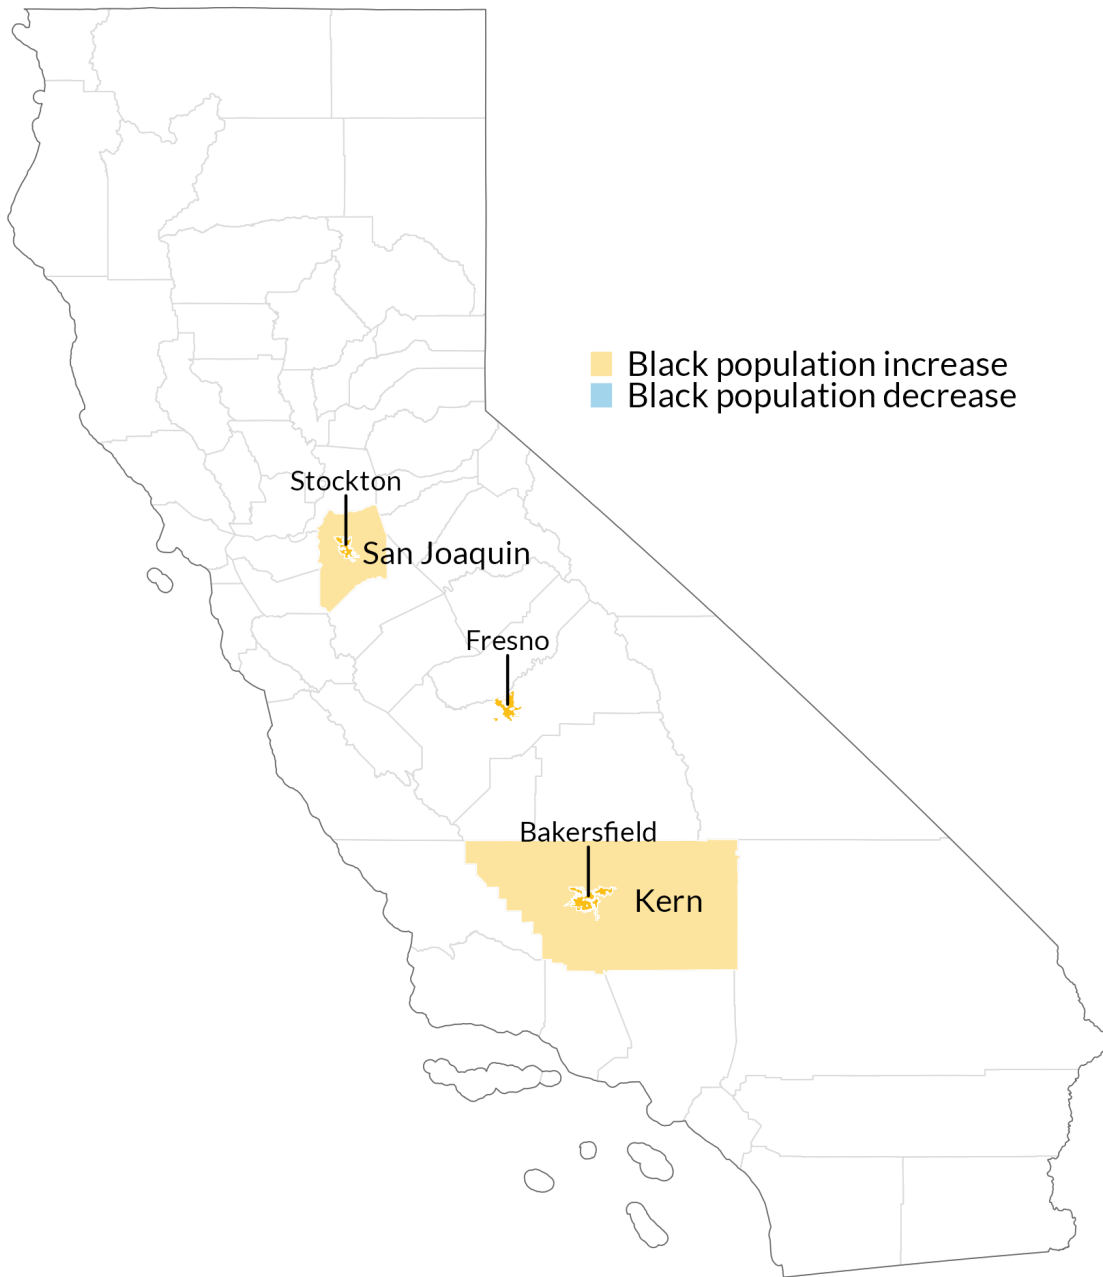 Black population increase
Black population decrease
Stockton
San Joaquin
Fresno
Bakersfield
Kern